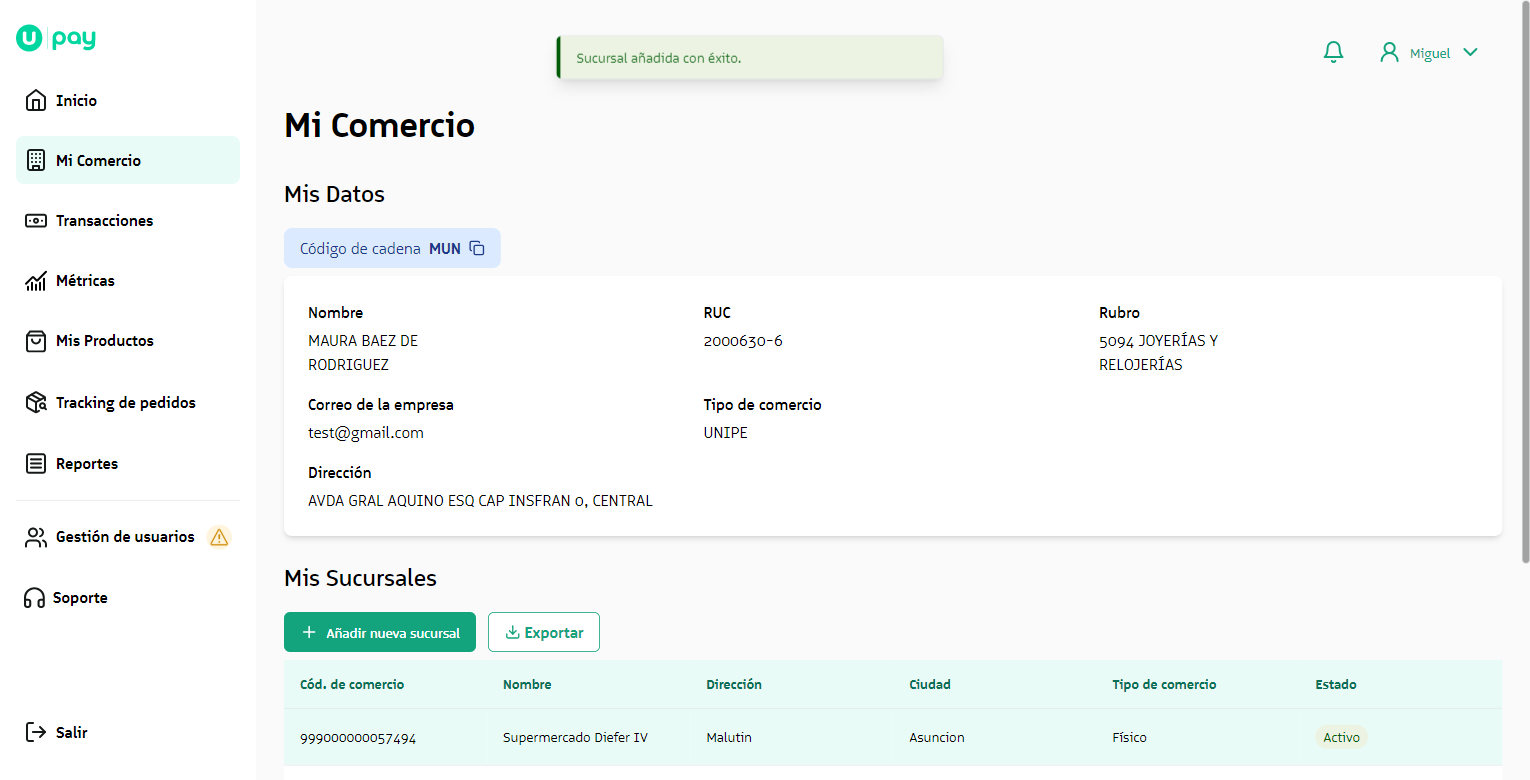 U pay
Sucursal añadida con éxito.
Miguel
Inicio
Mi Comercio
Transacciones
Métricas
Mis Productos
Tracking de pedidos
Reportes
Gestión de usuarios
Soporte
Salir
Mi Comercio
Mis Datos
Código de cadena MUN
Nombre
MAURA BAEZ DE
RODRIGUEZ
RUC
2000630-6
Rubro
5094 JOYERÍAS Y
RELOJERÍAS
Correo de la empresa
test@gmail.com
Tipo de comercio
UNIPE
Dirección
AVDA GRAL AQUINO ESQ CAP INSFRAN 0, CENTRAL
Mis Sucursales
Añadir nueva sucursal
Exportar
Cód. de comercio Nombre Dirección Ciudad Tipo de comercio Estado
999000000057494 Supermercado Diefer IV Malutin Asuncion Físico Activo